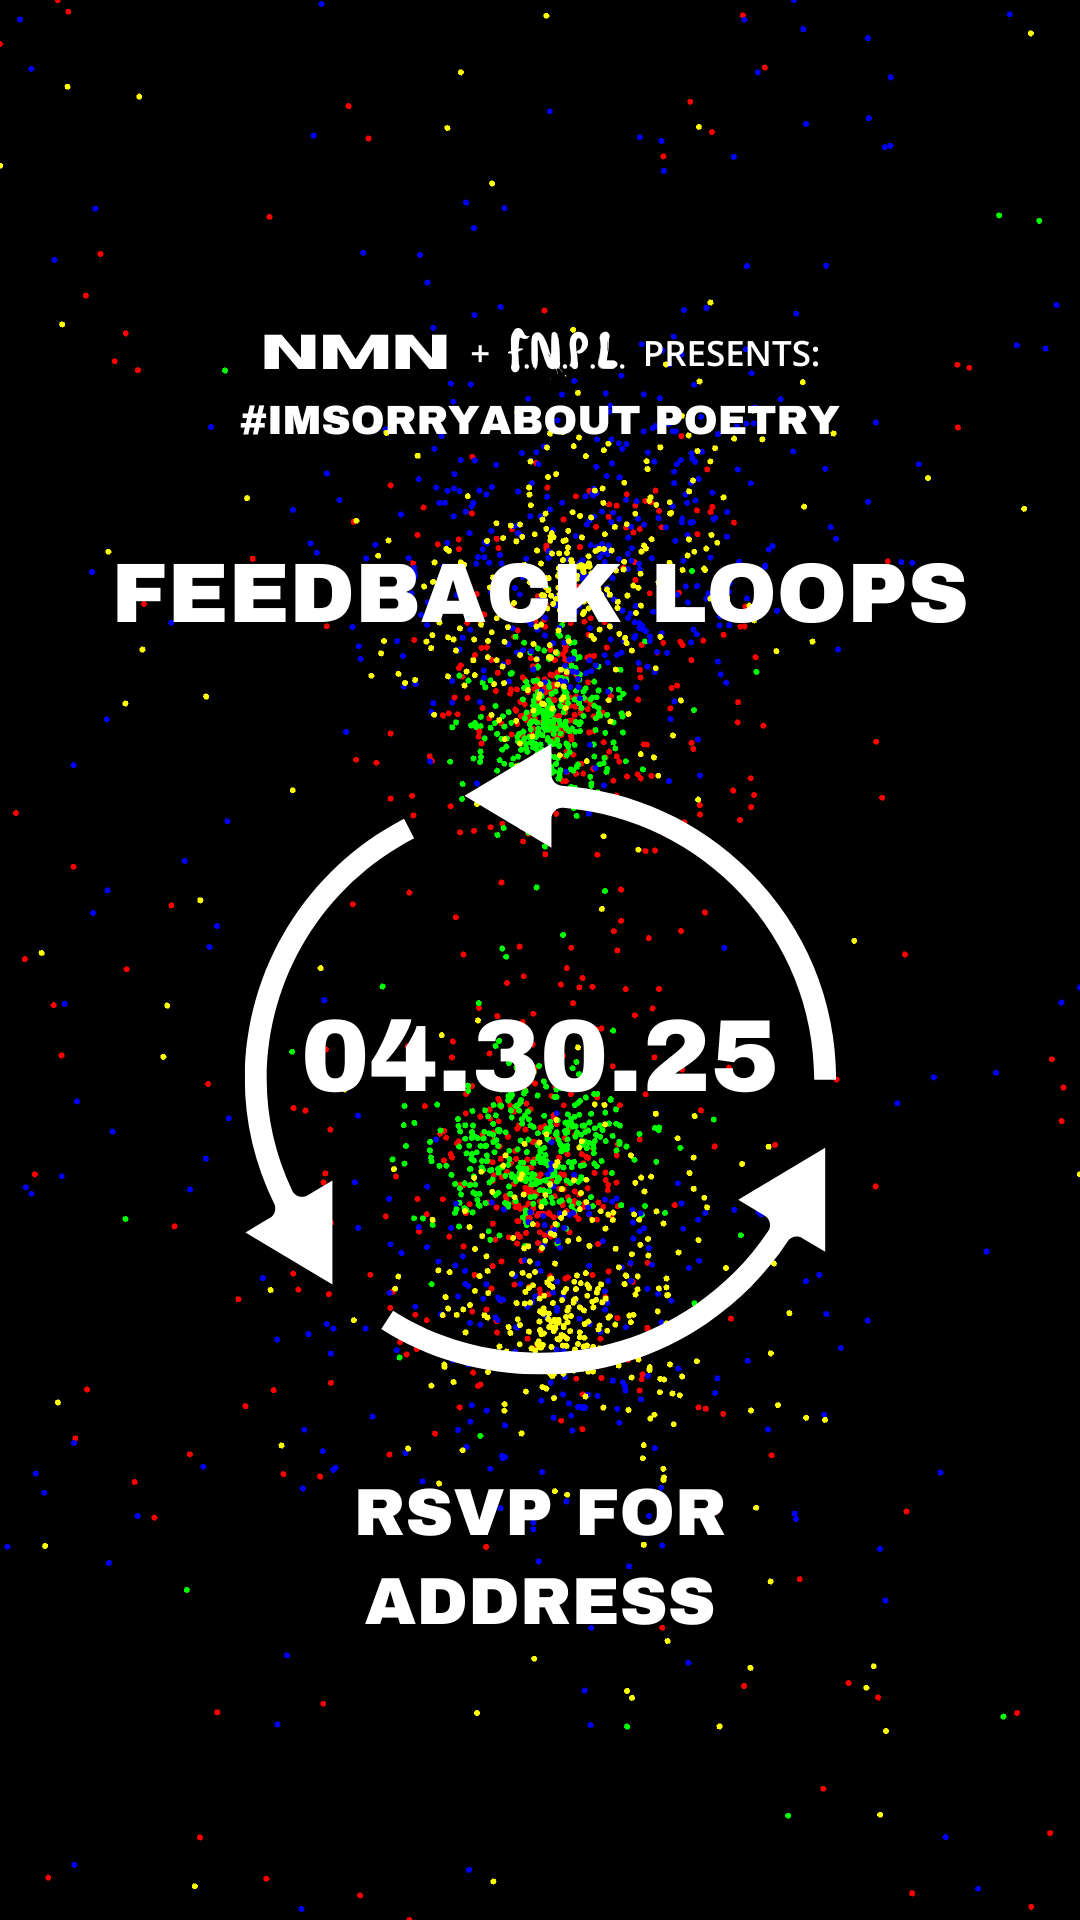 NMN + F.N.P.L. PRESENTS:
#IMSORRYABOUT POETRY
FEEDBACK LOOPS
04.30.25
RSVP FOR
ADDRESS